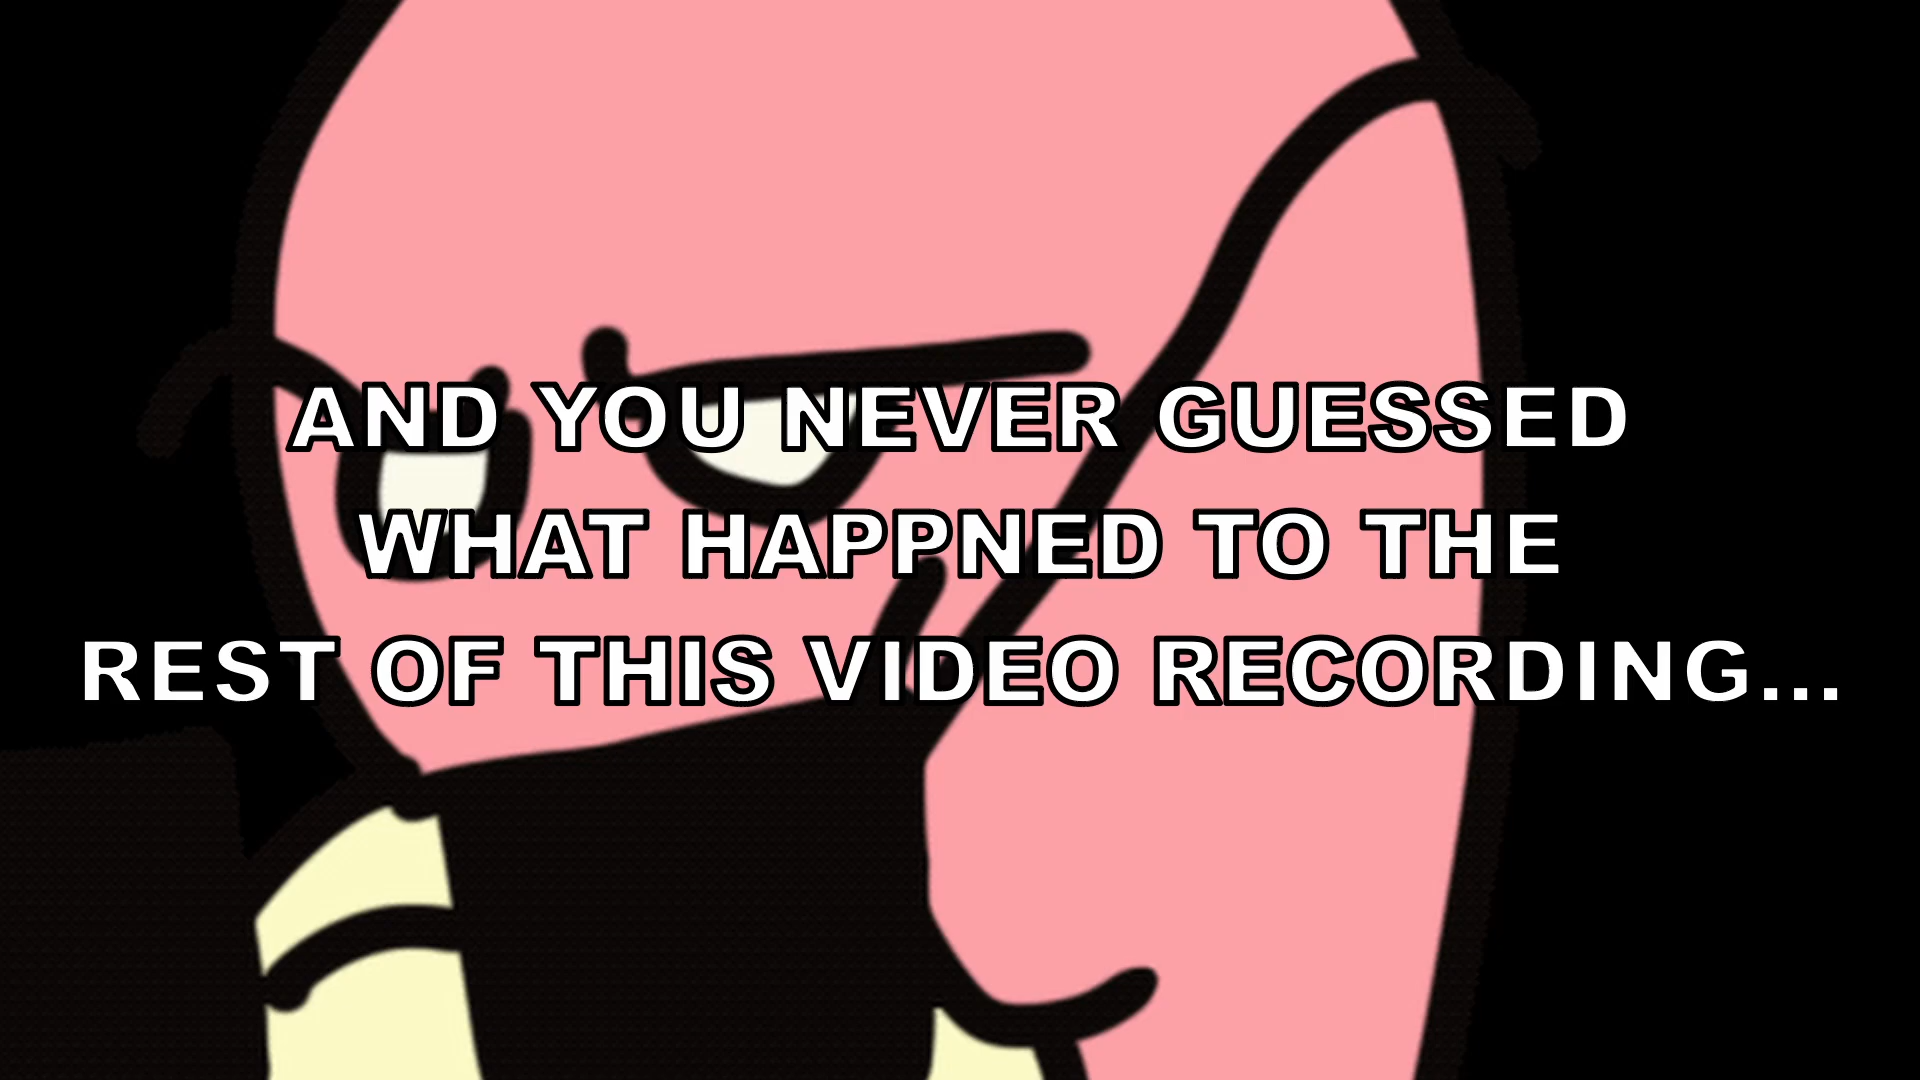 AND YOU NEVER GUESSED
WHAT HAPPNED TO THE
REST OF THIS VIDEO RECORDING...